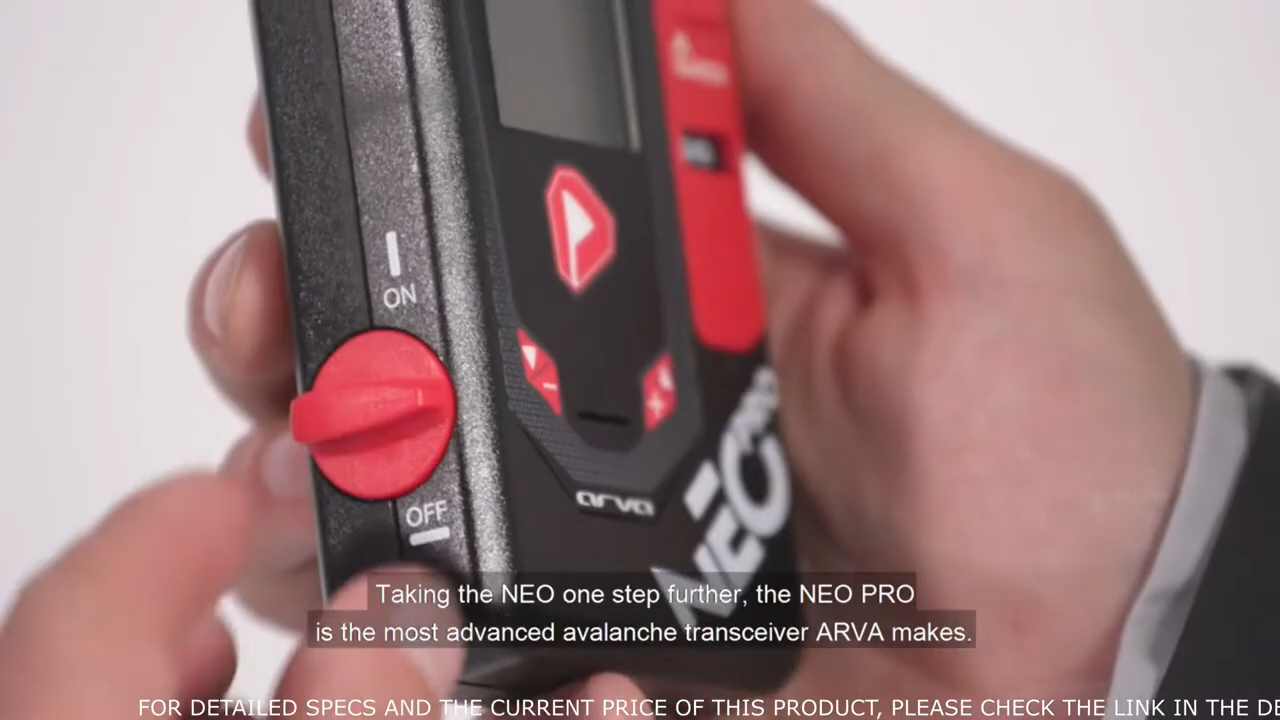 ON
OFF
arva
NEO
PRO
Taking the NEO one step further, the NEO PRO
is the most advanced avalanche transceiver ARVA makes.
FOR DETAILED SPECS AND THE CURRENT PRICE OF THIS PRODUCT, PLEASE CHECK THE LINK IN THE DE